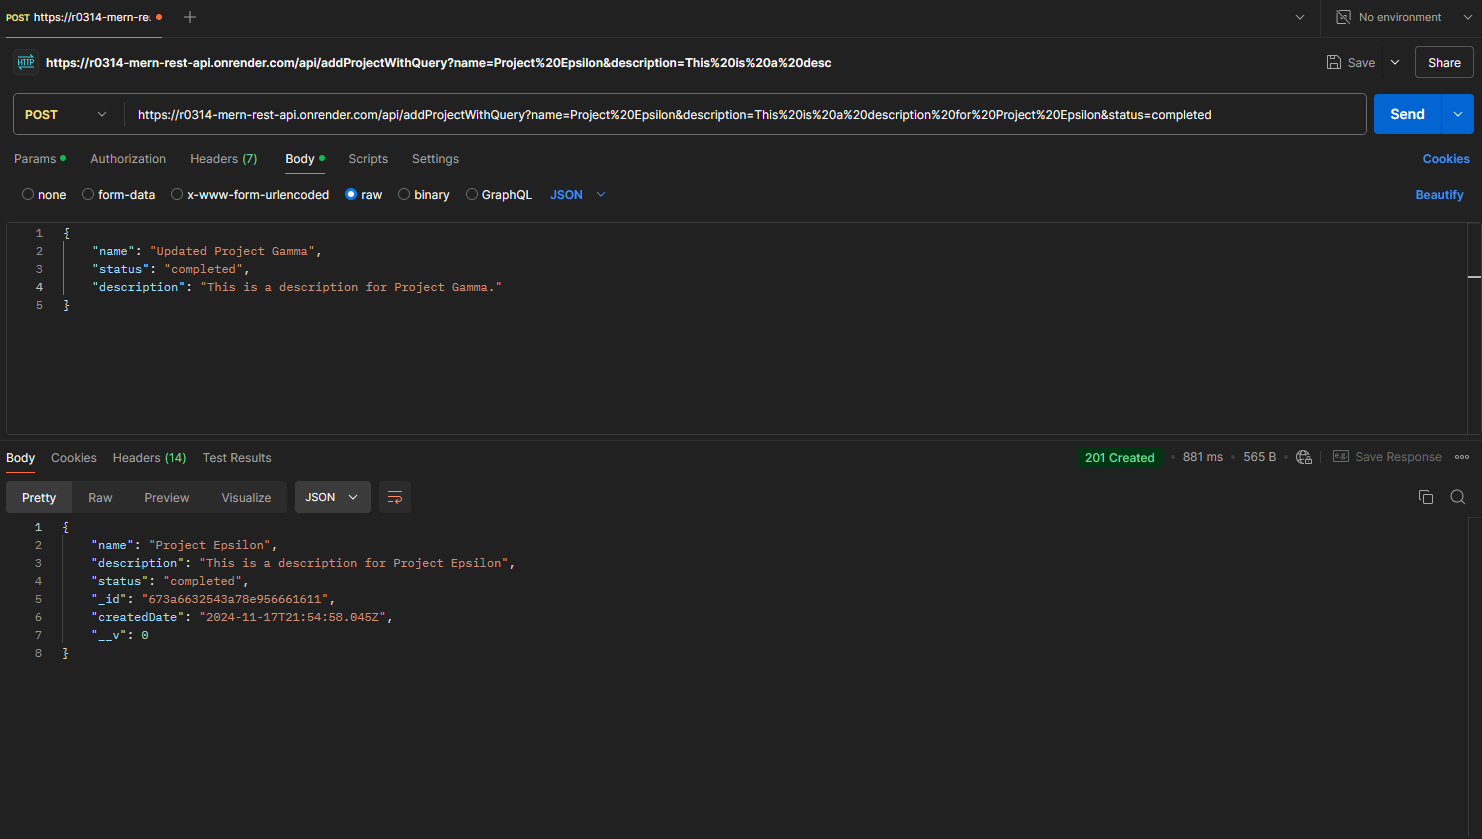 POST https://r0314-mern-re
No environment
HTTP https://r0314-mern-rest-api.onrender.com/api/addProjectWithQuery?name=Project%20Epsilon&description=This%20is%20a%20desc
Save
Share
POST
https://r0314-mern-rest-api.onrender.com/api/addProjectWithQuery?name=Project%20Epsilon&description=This%20is%20a%20description%20for%20Project%20Epsilon&status=completed
Send
Params Authorization Headers (7) Body Scripts Settings Cookies
none form-data x-www-form-urlencoded raw binary GraphQL JSON Beautify
1 {
2 "name": "Updated Project Gamma",
3 "status": "completed",
4 "description": "This is a description for Project Gamma."
5 }
Body Cookies Headers (14) Test Results 201 Created 881 ms 565 B e.g. Save Response
Pretty Raw Preview Visualize JSON
1 {
2 "name": "Project Epsilon",
3 "description": "This is a description for Project Epsilon",
4 "status": "completed",
5 "_id": "673a6632543a78e956661611",
6 "createdDate": "2024-11-17T21:54:58.045Z",
7 "__v": 0
8 }